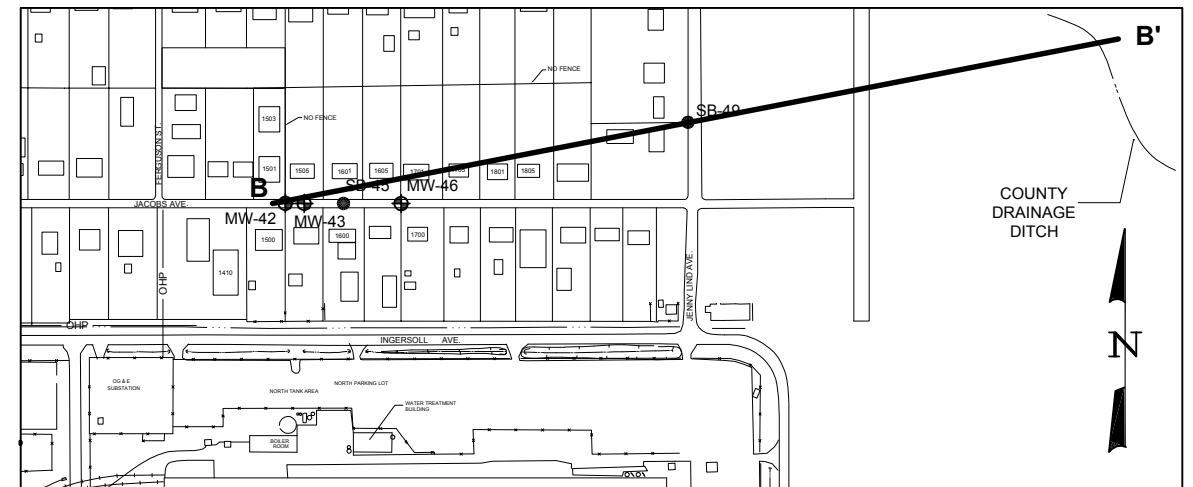 B'
NO FENCE
SB-49
1503
NO FENCE
FERGUSON ST.
1501
1505
1601
1605
1801
1805
B
SB-45
MW-46
JACOBS AVE.
MW-42
MW-43
COUNTY
DRAINAGE
DITCH
1500
1600
1700
1410
OHP
JENNY LIND AVE.
OHP
INGERSOLL AVE.
N
OG & E
SUBSTATION
NORTH TANK AREA
NORTH PARKING LOT
WATER TREATMENT
BUILDING
BOILER
ROOM